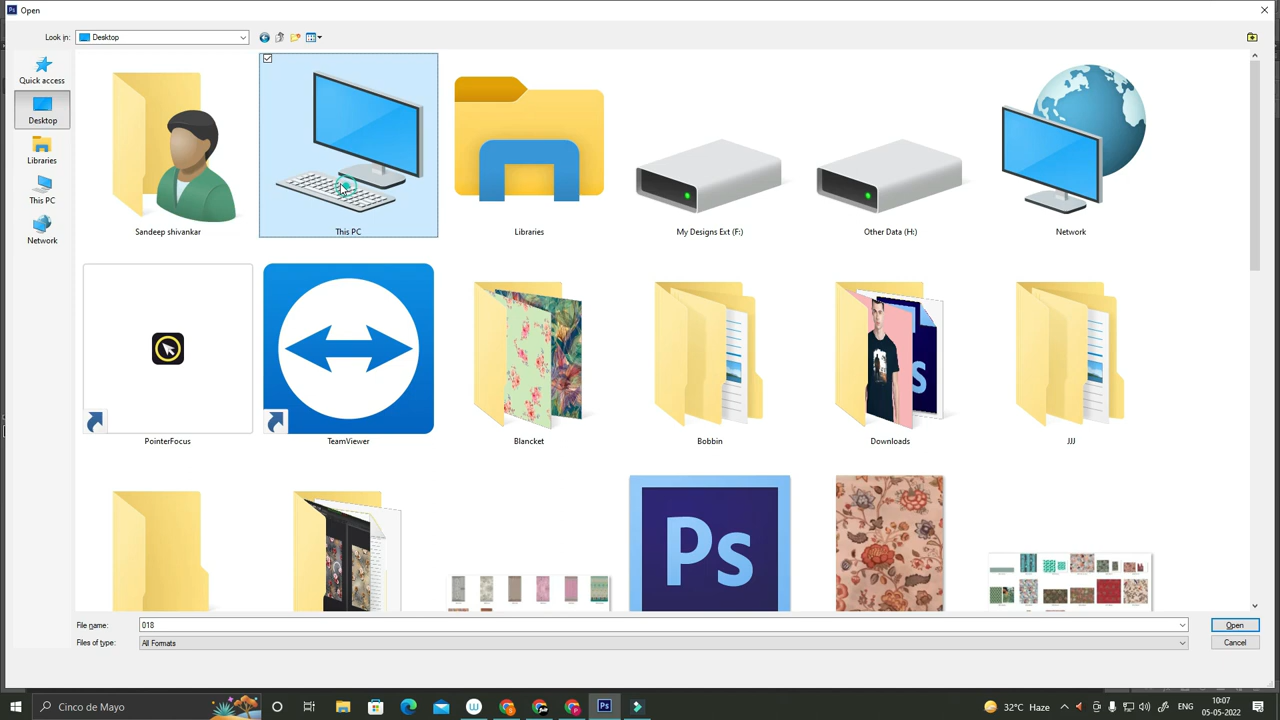 Open
Look in:
Desktop
Quick access
Desktop
Libraries
This PC
Network
Sandeep shivankar
This PC
Libraries
My Designs Ext (F:)
Other Data (H:)
Network
PointerFocus
TeamViewer
Blancket
Bobbin
Downloads
JJJ
S
Ps
File name:
018
Open
Files of type:
All Formats
Cancel
Cinco de Mayo
Ps
32°C Haze
ENG
10:07
05-05-2022